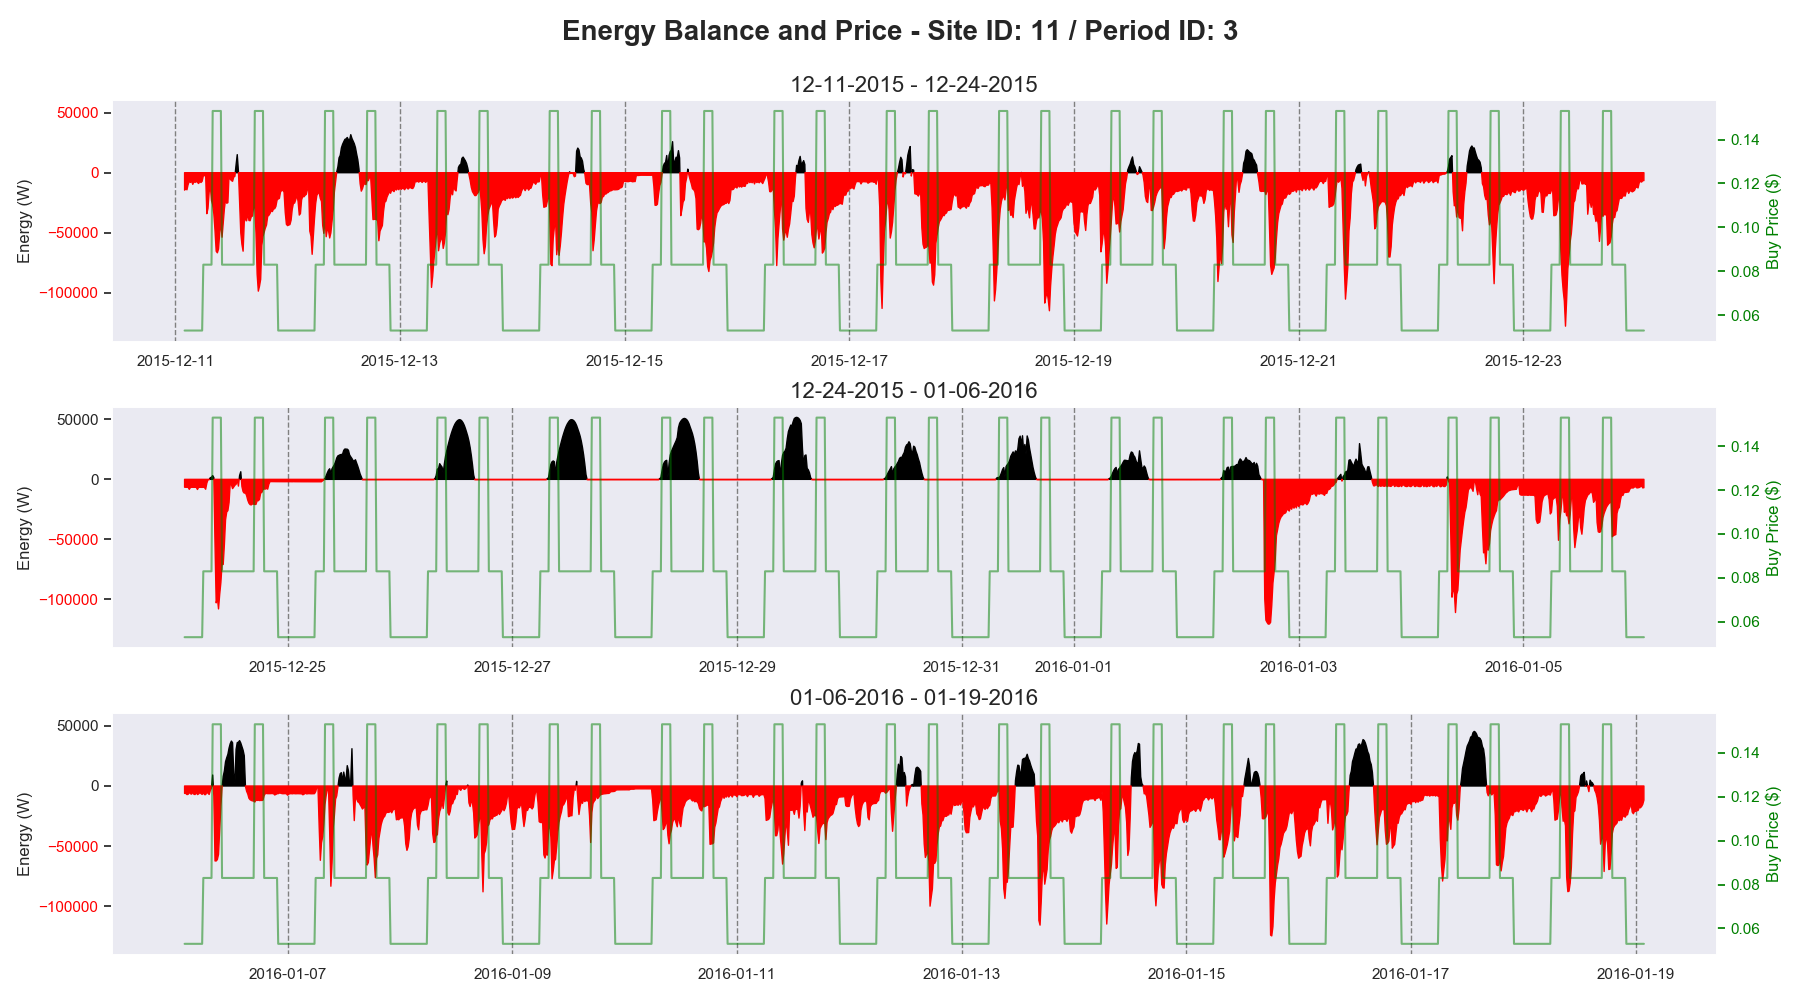 Energy Balance and Price - Site ID: 11 / Period ID: 3
12-11-2015 - 12-24-2015
Energy (W)
50000
0
−50000
−100000
0.14
0.12
0.10
0.08
0.06
Buy Price ($)
2015-12-11 2015-12-13 2015-12-15 2015-12-17 2015-12-19 2015-12-21 2015-12-23
12-24-2015 - 01-06-2016
Energy (W)
50000
0
−50000
−100000
0.14
0.12
0.10
0.08
0.06
Buy Price ($)
2015-12-25 2015-12-27 2015-12-29 2015-12-31 2016-01-01 2016-01-03 2016-01-05
01-06-2016 - 01-19-2016
Energy (W)
50000
0
−50000
−100000
0.14
0.12
0.10
0.08
0.06
Buy Price ($)
2016-01-07 2016-01-09 2016-01-11 2016-01-13 2016-01-15 2016-01-17 2016-01-19